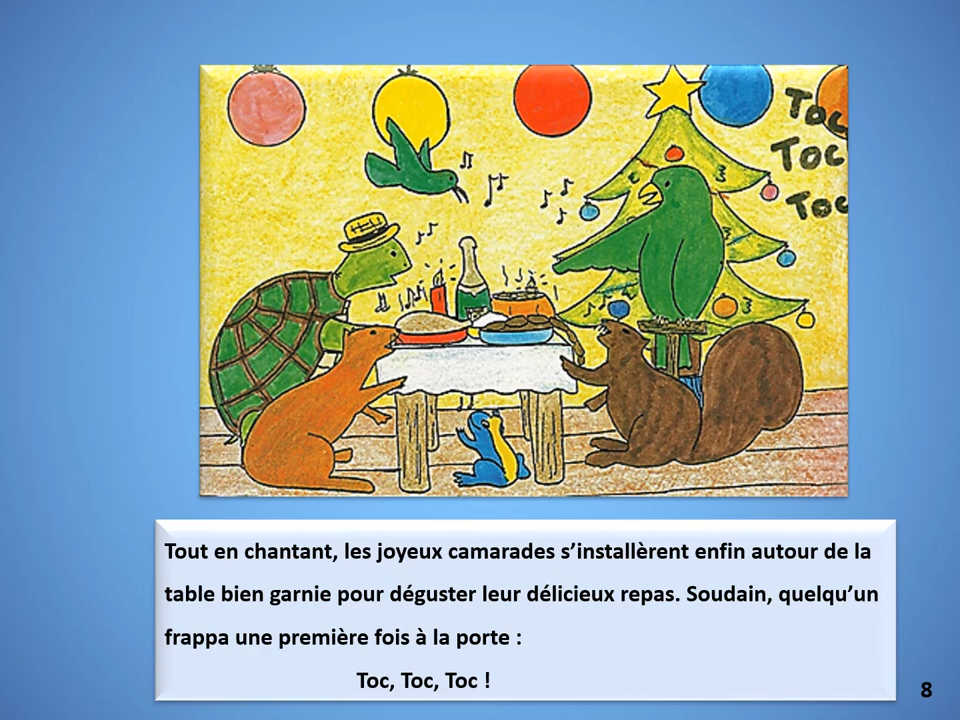 Toc
Toc
Toc
Tout en chantant, les joyeux camarades s’installèrent enfin autour de la
table bien garnie pour déguster leur délicieux repas. Soudain, quelqu’un
frappa une première fois à la porte :
Toc, Toc, Toc !
8